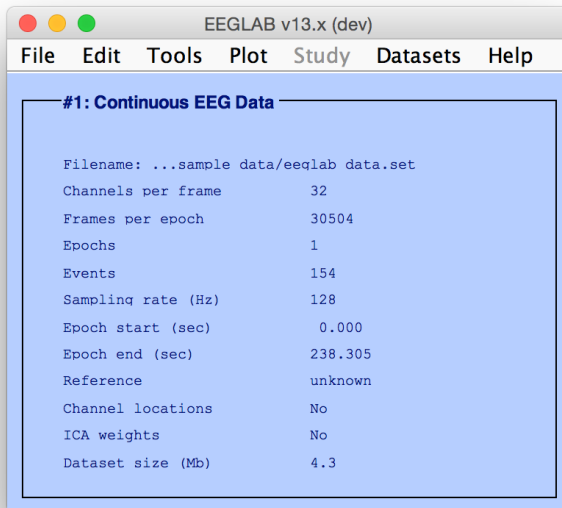 EEGLAB v13.x (dev)
File Edit Tools Plot Study Datasets Help
#1: Continuous EEG Data
Filename: ...sample data/eeglab data.set
Channels per frame 32
Frames per epoch 30504
Epochs 1
Events 154
Sampling rate (Hz) 128
Epoch start (sec) 0.000
Epoch end (sec) 238.305
Reference unknown
Channel locations No
ICA weights No
Dataset size (Mb) 4.3